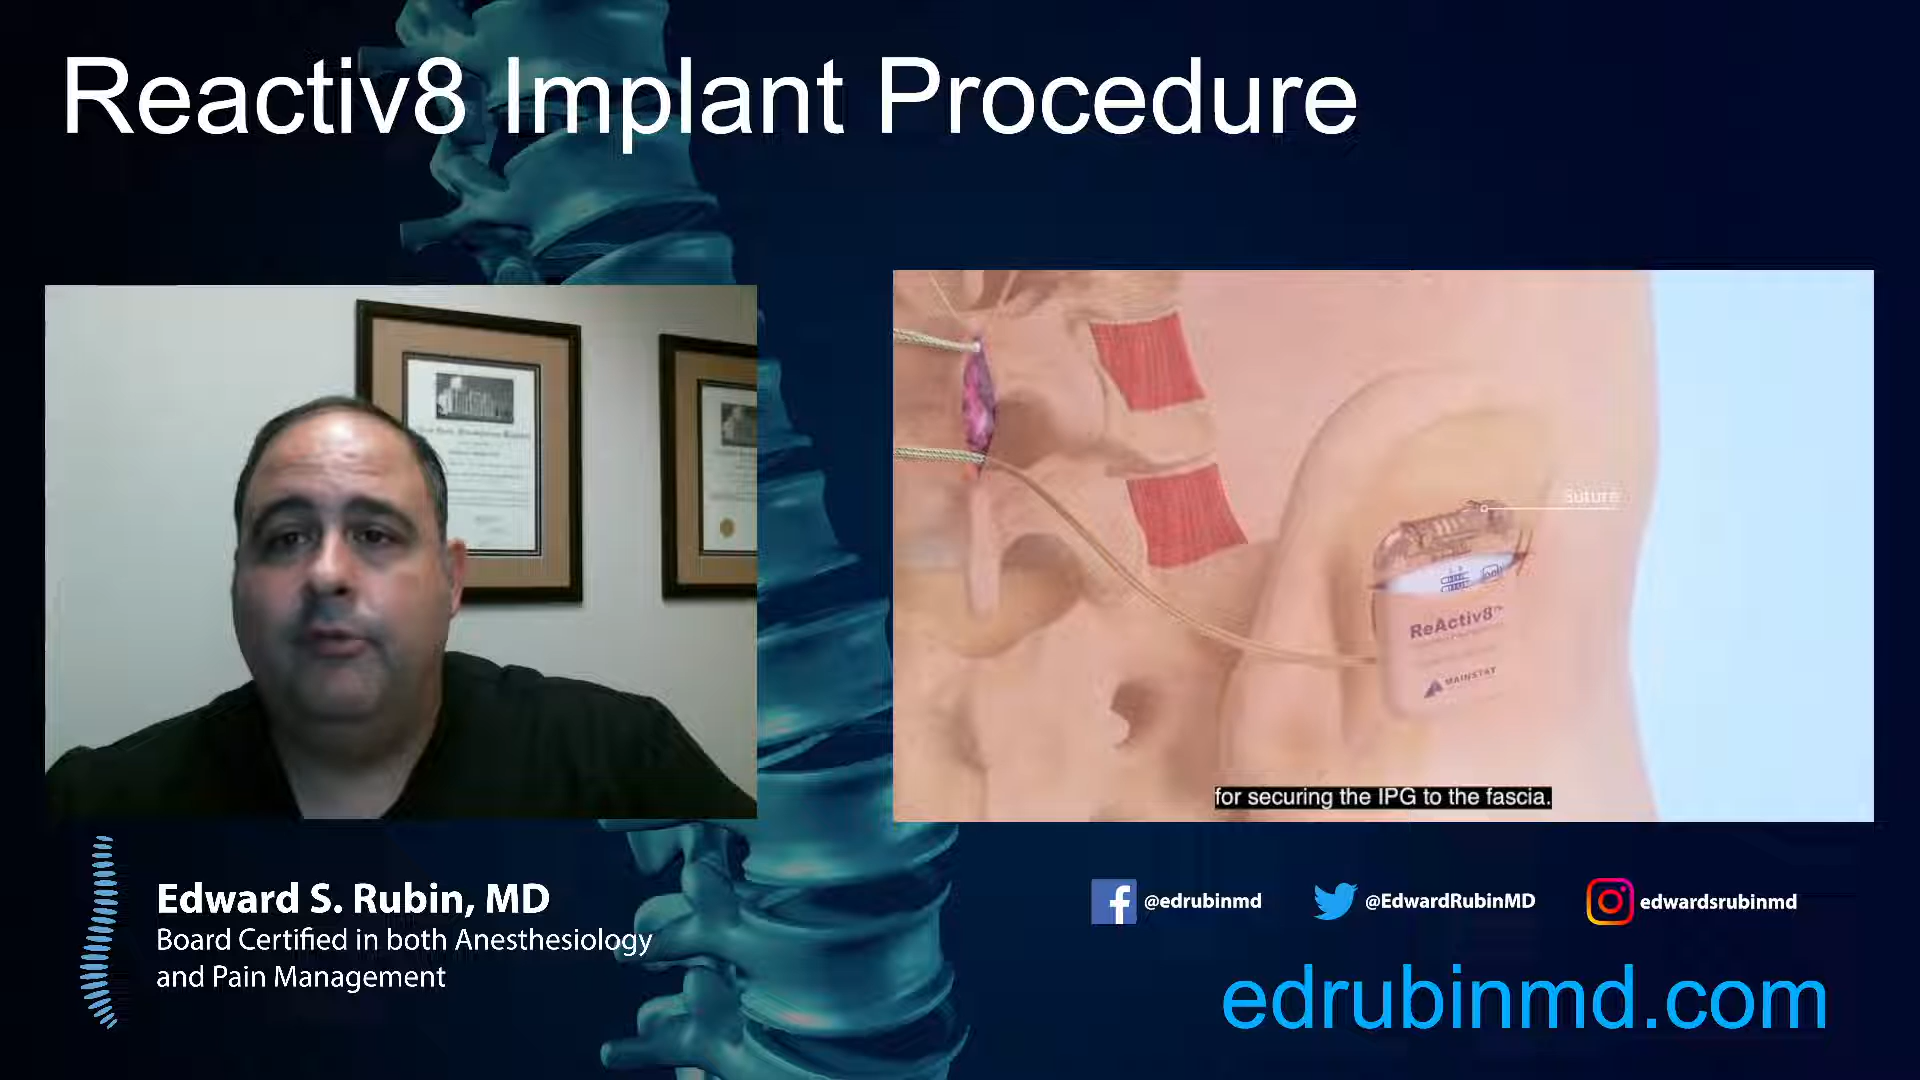 Reactiv8 Implant Procedure
Suture
ReActiv8™
MAINSTAY
for securing the IPG to the fascia.
Edward S. Rubin, MD
Board Certified in both Anesthesiology
and Pain Management
@edrubinmd
@EdwardRubinMD
edwardsrubinmd
edrubinmd.com